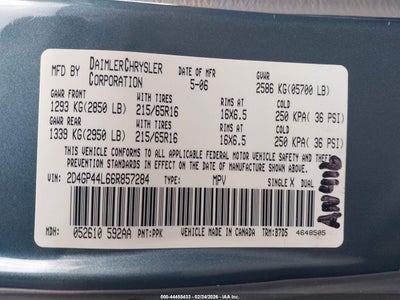 MFD BY DAIMLERCHRYSLER CORPORATION DATE OF MFR 5-06 GVWR 2586 KG(05700 LB)
GAWR FRONT WITH TIRES RIMS AT COLD
1293 KG(2850 LB) 215/65R16 16X6.5 250 KPA( 36 PSI)
GAWR REAR WITH TIRES RIMS AT COLD
1339 KG(2950 LB) 215/65R16 16X6.5 250 KPA( 36 PSI)
THIS VEHICLE CONFORMS TO ALL APPLICABLE FEDERAL MOTOR VEHICLE SAFETY AND THEFT
PREVENTION STANDARDS IN EFFECT ON THE DATE OF MANUFACTURE SHOWN ABOVE.
VIN: 2D4GP44L66R857284 TYPE: MPV SINGLE X DUAL
MDH: 052610 592AA PNT:PPK VEHICLE MADE IN CANADA TRM:B7D5 4648505
000-44455433 - 02/24/2026 - IAA, Inc.